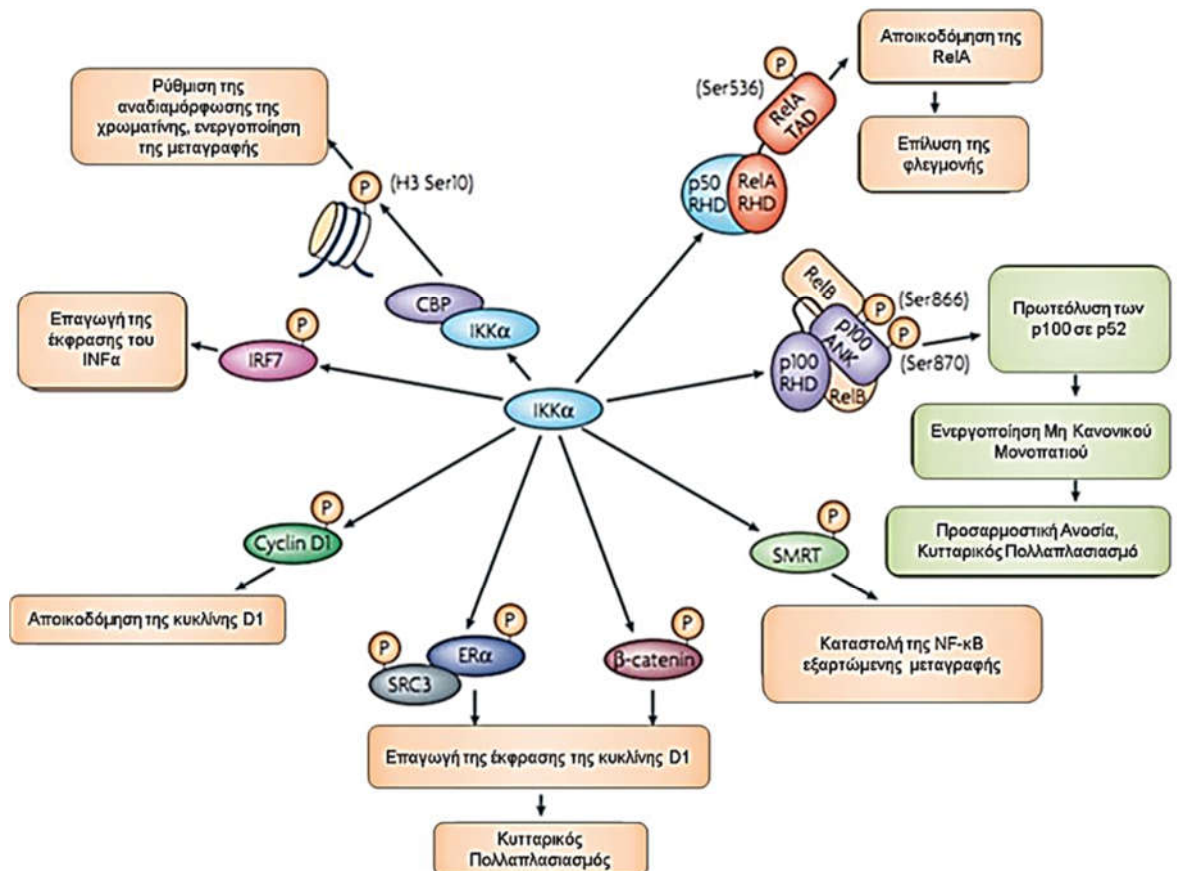 Αποικοδόμηση της
RelA
P
(Ser536)
RelA
TAD
Επίλυση της
φλεγμονής
p50
RHD
RelA
RHD
Ρύθμιση της
αναδιαμόρφωσης της
χρωματίνης, ενεργοποίηση
της μεταγραφής
P
(H3 Ser10)
CBP
IKKα
Επαγωγή της
έκφρασης του
INFα
P
IRF7
IKKα
RelB
P
(Ser866)
P
(Ser870)
p100
ANK
p100
RHD
RelB
Πρωτεόλυση των
p100 σε p52
Ενεργοποίηση Μη Κανονικού
Μονοπατιού
Προσαρμοστική Ανοσία,
Κυτταρικός Πολλαπλασιασμό
P
Cyclin D1
Αποικοδόμηση της κυκλίνης D1
P
SRC3
P
ERα
P
β-catenin
P
SMRT
Καταστολή της NF-κB
εξαρτώμενης μεταγραφής
Επαγωγή της έκφρασης της κυκλίνης D1
Κυτταρικός
Πολλαπλασιασμός